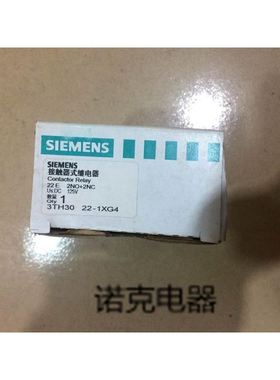 SIEMENS
SIEMENS
接触器式继电器
Contactor Relay
22 E 2NO+2NC
Us DC 125V
数量 1
Qty
3TH30 22-1XG4
诺克电器